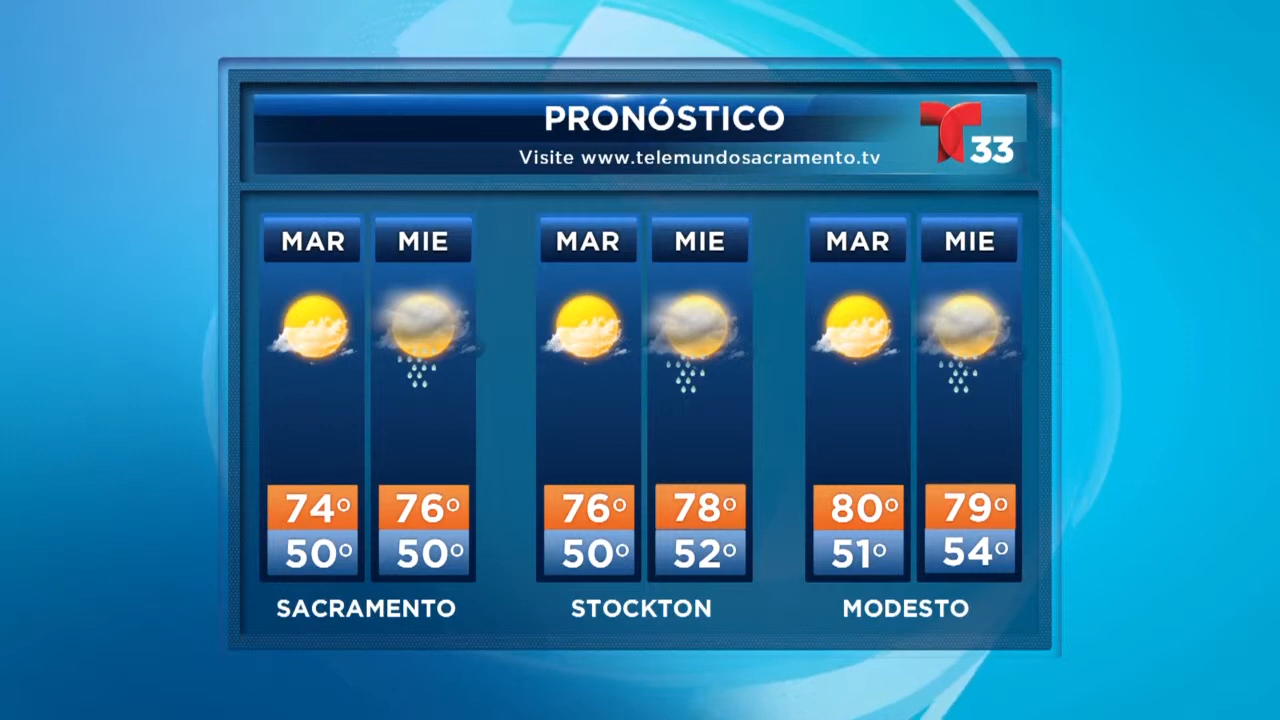 PRONÓSTICO
Visite www.telemundosacramento.tv
33
MAR MIE MAR MIE MAR MIE
74° 76° 76° 78° 80° 79°
50° 50° 50° 52° 51° 54°
SACRAMENTO STOCKTON MODESTO